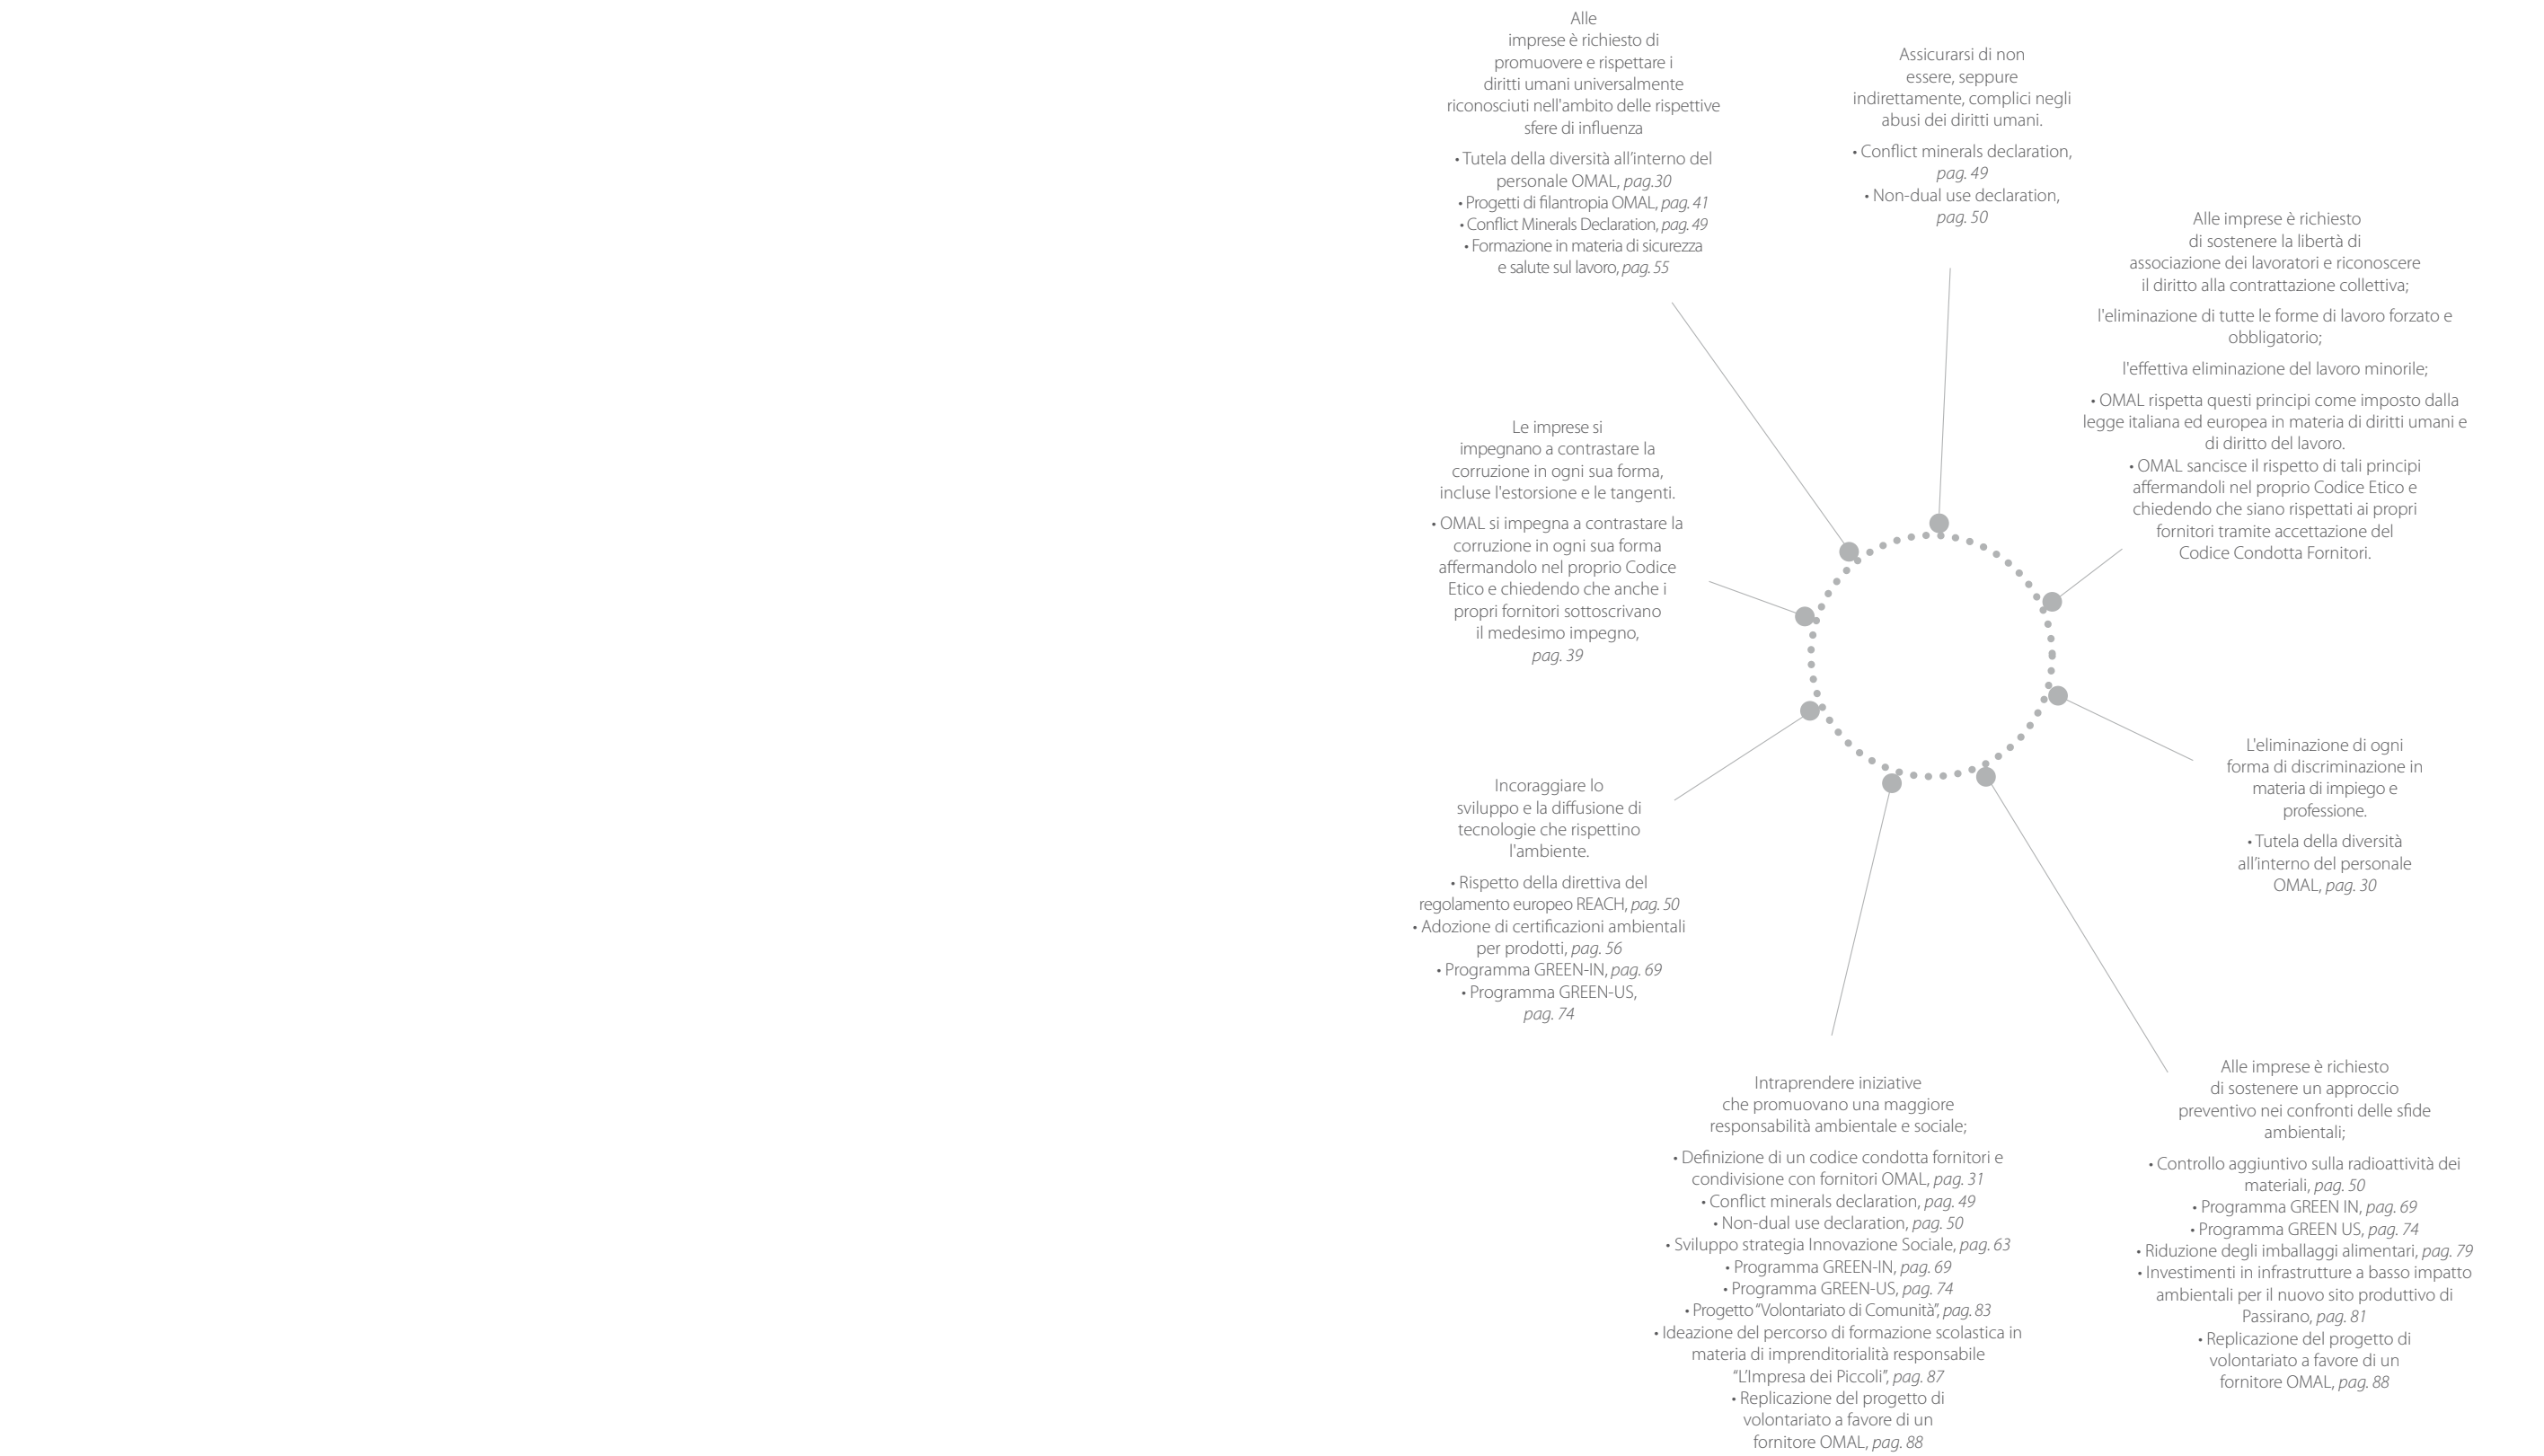 Alle
imprese è richiesto di
promuovere e rispettare i
diritti umani universalmente
riconosciuti nell'ambito delle rispettive
sfere di influenza
• Tutela della diversità all’interno del
personale OMAL, pag.30
• Progetti di filantropia OMAL, pag. 41
• Conflict Minerals Declaration, pag. 49
• Formazione in materia di sicurezza
e salute sul lavoro, pag. 55
Assicurarsi di non
essere, seppure
indirettamente, complici negli
abusi dei diritti umani.
• Conflict minerals declaration,
pag. 49
• Non-dual use declaration,
pag. 50
Alle imprese è richiesto
di sostenere la libertà di
associazione dei lavoratori e riconoscere
il diritto alla contrattazione collettiva;
l'eliminazione di tutte le forme di lavoro forzato e
obbligatorio;
l'effettiva eliminazione del lavoro minorile;
• OMAL rispetta questi principi come imposto dalla
legge italiana ed europea in materia di diritti umani e
di diritto del lavoro.
• OMAL sancisce il rispetto di tali principi
affermandoli nel proprio Codice Etico e
chiedendo che siano rispettati ai propri
fornitori tramite accettazione del
Codice Condotta Fornitori.
Le imprese si
impegnano a contrastare la
corruzione in ogni sua forma,
incluse l'estorsione e le tangenti.
• OMAL si impegna a contrastare la
corruzione in ogni sua forma
affermandolo nel proprio Codice
Etico e chiedendo che anche i
propri fornitori sottoscrivano
il medesimo impegno,
pag. 39
L'eliminazione di ogni
forma di discriminazione in
materia di impiego e
professione.
• Tutela della diversità
all’interno del personale
OMAL, pag. 30
Incoraggiare lo
sviluppo e la diffusione di
tecnologie che rispettino
l'ambiente.
• Rispetto della direttiva del
regolamento europeo REACH, pag. 50
• Adozione di certificazioni ambientali
per prodotti, pag. 56
• Programma GREEN-IN, pag. 69
• Programma GREEN-US,
pag. 74
Intraprendere iniziative
che promuovano una maggiore
responsabilità ambientale e sociale;
• Definizione di un codice condotta fornitori e
condivisione con fornitori OMAL, pag. 31
• Conflict minerals declaration, pag. 49
• Non-dual use declaration, pag. 50
• Sviluppo strategia Innovazione Sociale, pag. 63
• Programma GREEN-IN, pag. 69
• Programma GREEN-US, pag. 74
• Progetto “Volontariato di Comunità”, pag. 83
• Ideazione del percorso di formazione scolastica in
materia di imprenditorialità responsabile
“L’Impresa dei Piccoli”, pag. 87
• Replicazione del progetto di
volontariato a favore di un
fornitore OMAL, pag. 88
Alle imprese è richiesto
di sostenere un approccio
preventivo nei confronti delle sfide
ambientali;
• Controllo aggiuntivo sulla radioattività dei
materiali, pag. 50
• Programma GREEN IN, pag. 69
• Programma GREEN US, pag. 74
• Riduzione degli imballaggi alimentari, pag. 79
• Investimenti in infrastrutture a basso impatto
ambientali per il nuovo sito produttivo di
Passirano, pag. 81
• Replicazione del progetto di
volontariato a favore di un
fornitore OMAL, pag. 88